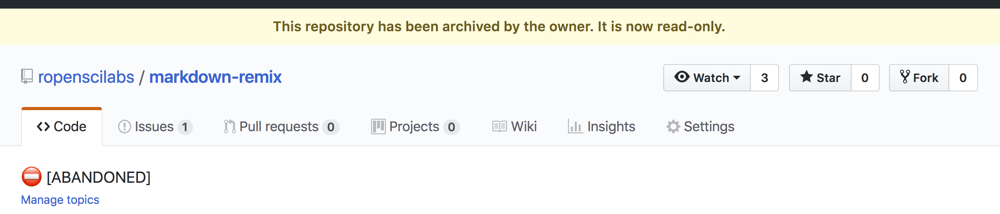 This repository has been archived by the owner. It is now read-only.
ropenscilabs / markdown-remix
Watch 3 Star 0 Fork 0
Code Issues 1 Pull requests 0 Projects 0 Wiki Insights Settings
[ABANDONED]
Manage topics